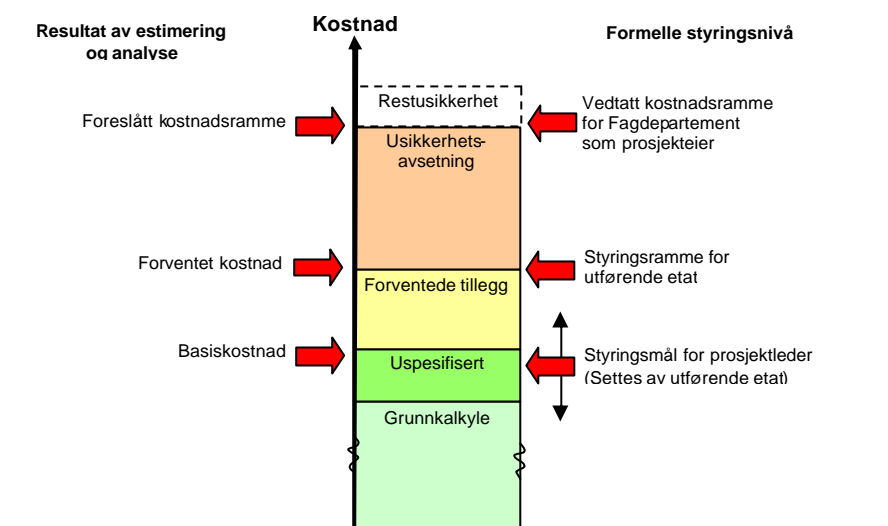 Resultat av estimering
og analyse
Kostnad
Formelle styringsnivå
Restusikkerhet
Foreslått kostnadsramme
Vedtatt kostnadsramme
for Fagdepartement
som prosjekteier
Usikkerhets-
avsetning
Forventet kostnad
Styringsramme for
utførende etat
Forventede tillegg
Basiskostnad
Uspesifisert
Styringsmål for prosjektleder
(Settes av utførende etat)
Grunnkalkyle